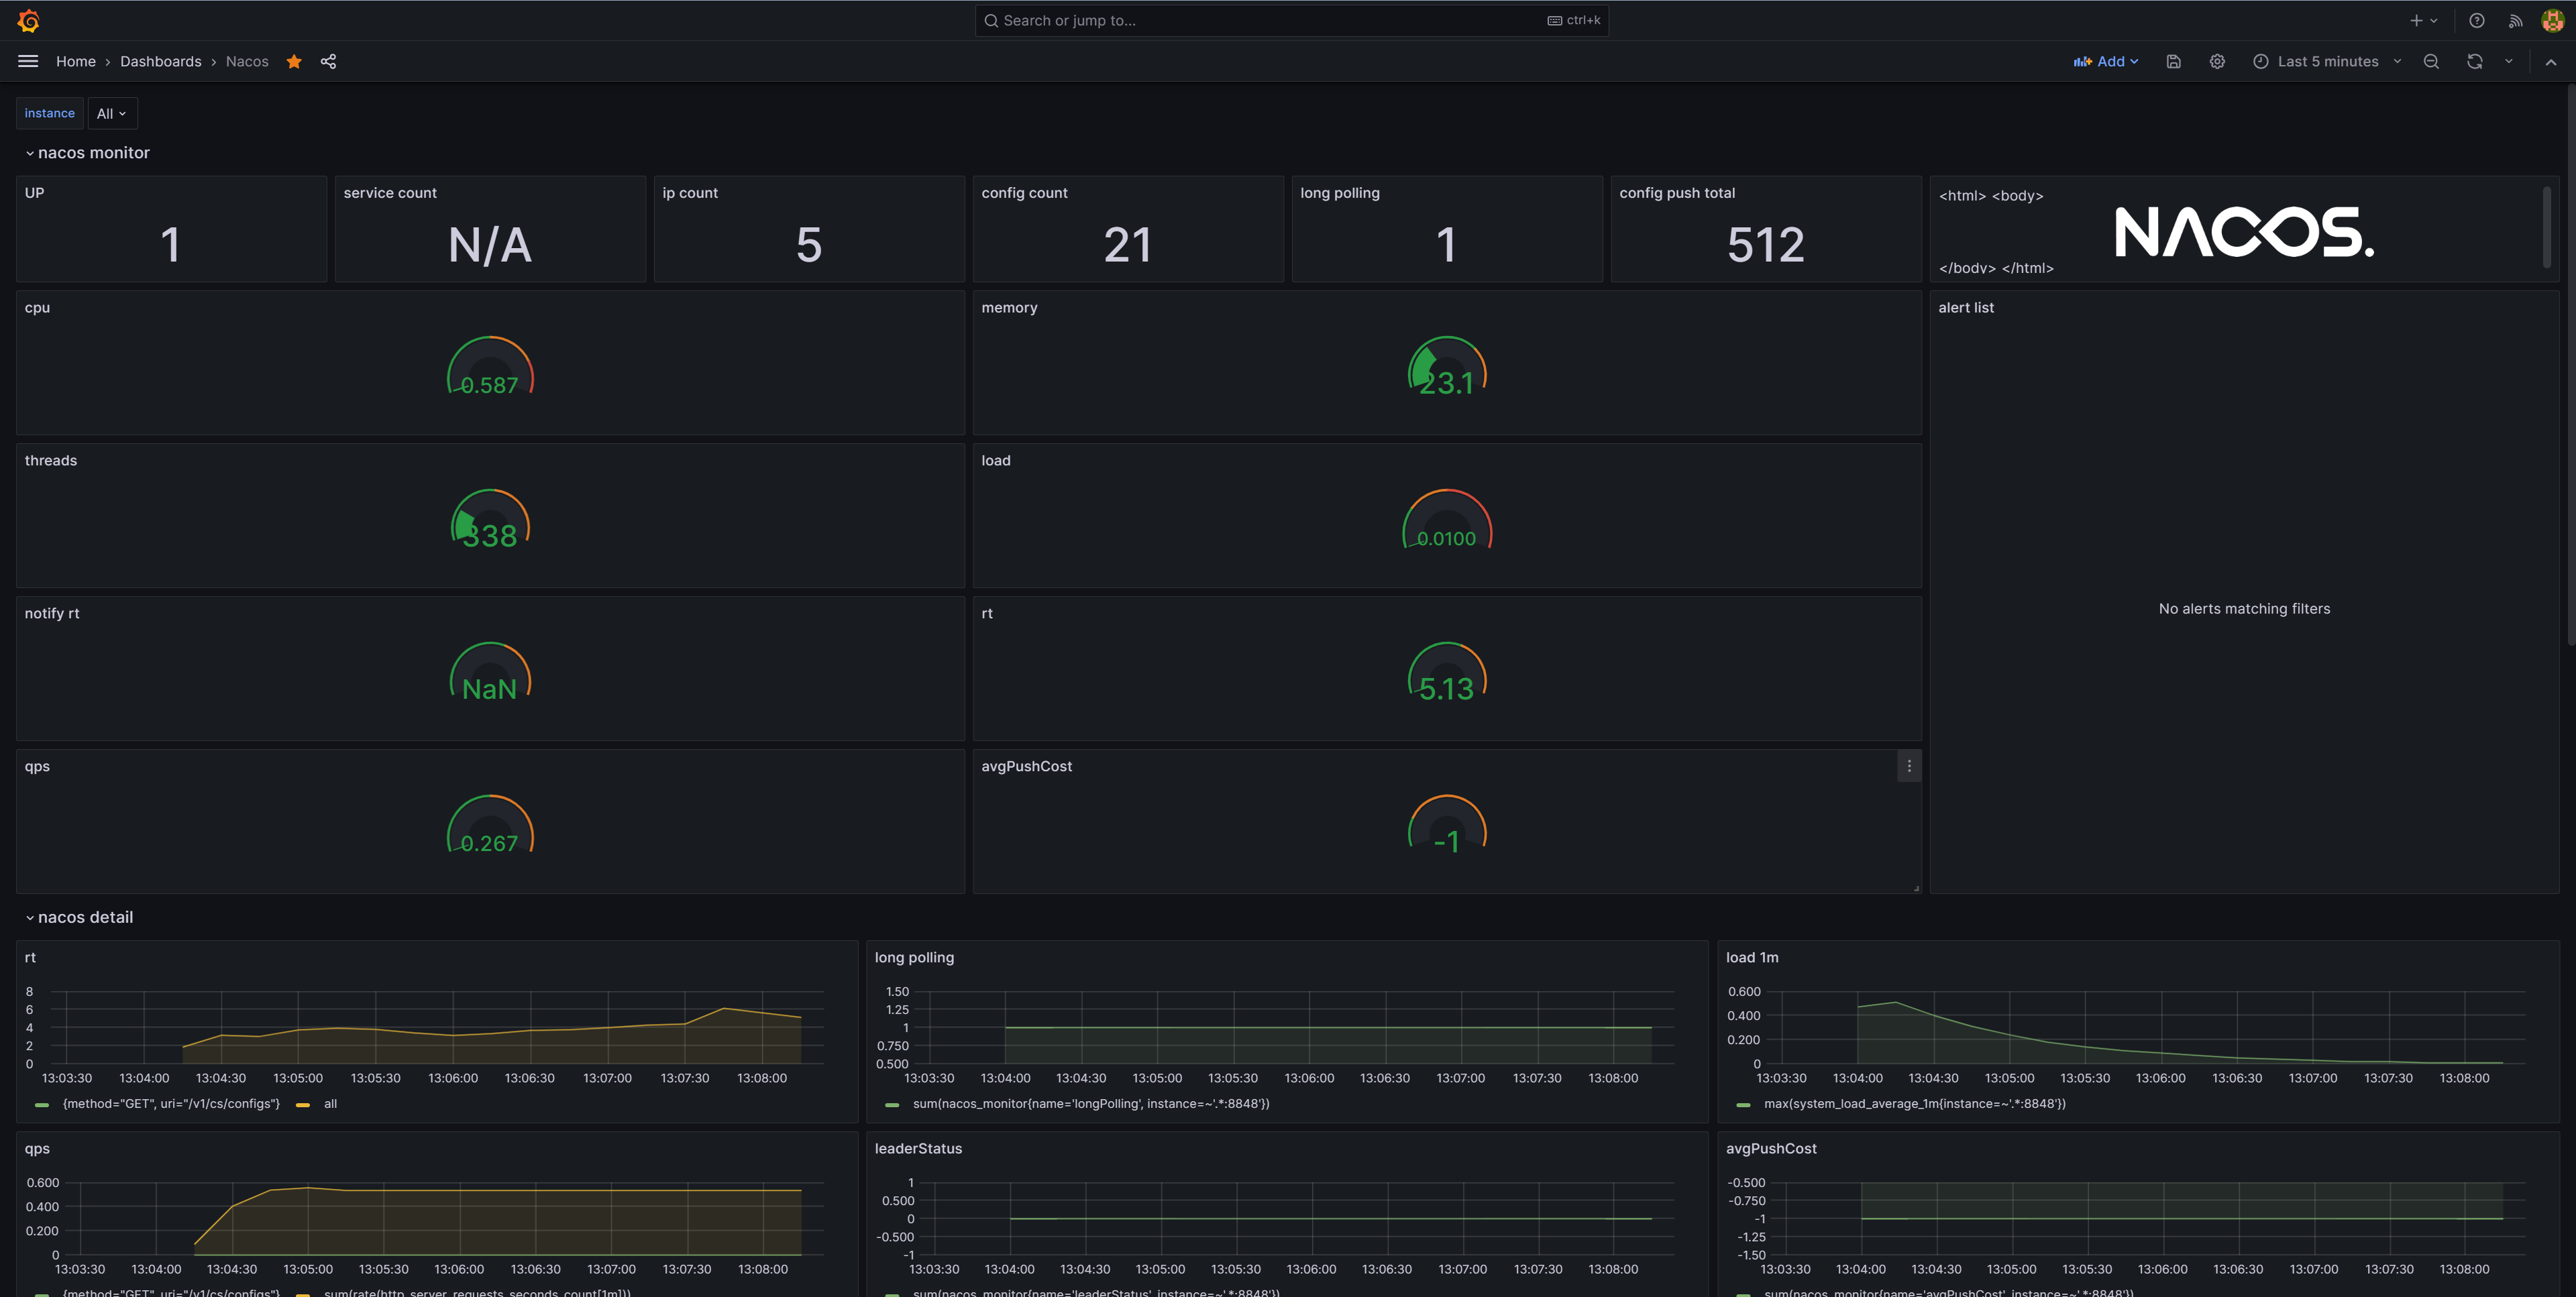 Search or jump to...
ctrl+k
Home › Dashboards › Nacos
Add
Last 5 minutes
instance
All
nacos monitor
UP
1
service count
N/A
ip count
5
config count
21
long polling
1
config push total
512
<html> <body>
NACOS.
</body> </html>
cpu
0.587
memory
23.1
alert list
No alerts matching filters
threads
338
load
0.0100
notify rt
NaN
rt
5.13
qps
0.267
avgPushCost
-1
nacos detail
rt
8
6
4
2
0
13:03:30 13:04:00 13:04:30 13:05:00 13:05:30 13:06:00 13:06:30 13:07:00 13:07:30 13:08:00
{method="GET", uri="/v1/cs/configs"} all
long polling
1.50
1.25
1
0.750
0.500
13:03:30 13:04:00 13:04:30 13:05:00 13:05:30 13:06:00 13:06:30 13:07:00 13:07:30 13:08:00
sum(nacos_monitor{name='longPolling', instance=~'.*:8848'})
load 1m
0.600
0.400
0.200
0
13:03:30 13:04:00 13:04:30 13:05:00 13:05:30 13:06:00 13:06:30 13:07:00 13:07:30 13:08:00
max(system_load_average_1m{instance=~'.*:8848'})
qps
0.600
0.400
0.200
0
13:03:30 13:04:00 13:04:30 13:05:00 13:05:30 13:06:00 13:06:30 13:07:00 13:07:30 13:08:00
{method="GET", uri="/v1/cs/configs"} sum(rate(http_server_requests_seconds_count[1m]))
leaderStatus
1
0.500
0
-0.500
-1
13:03:30 13:04:00 13:04:30 13:05:00 13:05:30 13:06:00 13:06:30 13:07:00 13:07:30 13:08:00
sum(nacos_monitor{name='leaderStatus', instance=~'.*:8848'})
avgPushCost
-0.500
-0.750
-1
-1.25
-1.50
13:03:30 13:04:00 13:04:30 13:05:00 13:05:30 13:06:00 13:06:30 13:07:00 13:07:30 13:08:00
sum(nacos_monitor{name='avgPushCost', instance=~'.*:8848'})